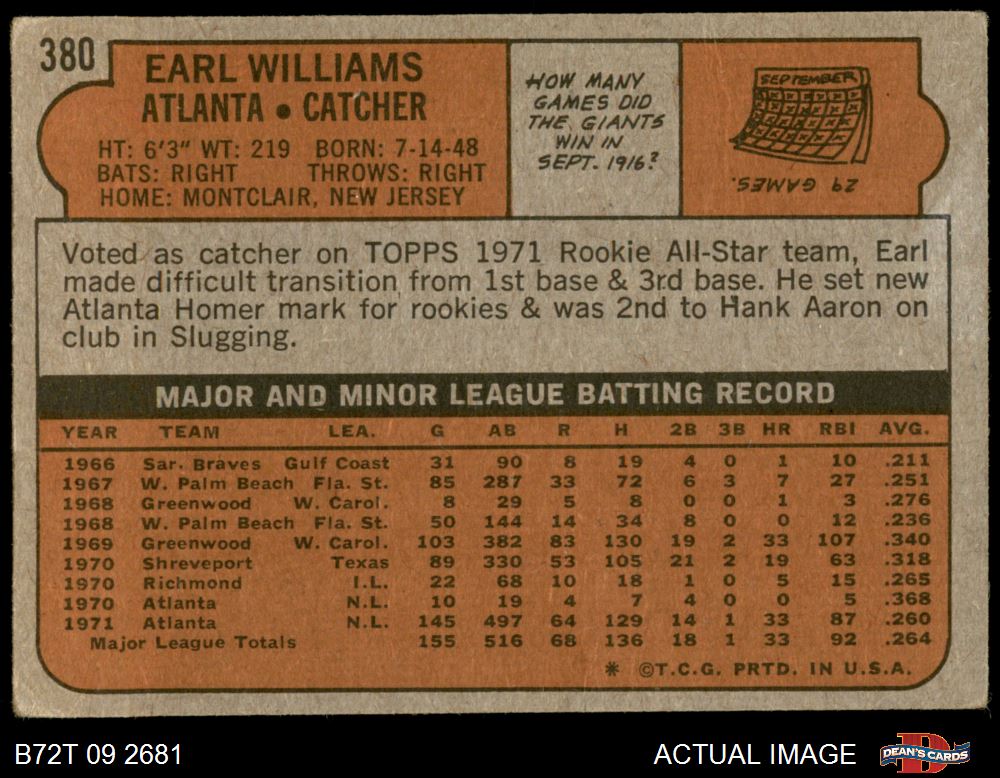 380
EARL WILLIAMS
ATLANTA • CATCHER
HT: 6'3" WT: 219 BORN: 7-14-48
BATS: RIGHT THROWS: RIGHT
HOME: MONTCLAIR, NEW JERSEY
HOW MANY
GAMES DID
THE GIANTS
WIN IN
SEPT. 1916?
SEPTEMBER
29 GAMES.
Voted as catcher on TOPPS 1971 Rookie All-Star team, Earl
made difficult transition from 1st base & 3rd base. He set new
Atlanta Homer mark for rookies & was 2nd to Hank Aaron on
club in Slugging.
MAJOR AND MINOR LEAGUE BATTING RECORD
YEAR TEAM LEA. G AB R H 2B 3B HR RBI AVG.
1966 Sar. Braves Gulf Coast 31 90 8 19 4 0 1 10 .211
1967 W. Palm Beach Fla. St. 85 287 33 72 6 3 7 27 .251
1968 Greenwood W. Carol. 8 29 5 8 0 0 1 3 .276
1968 W. Palm Beach Fla. St. 50 144 14 34 8 0 0 12 .236
1969 Greenwood W. Carol. 103 382 83 130 19 2 33 107 .340
1970 Shreveport Texas 89 330 53 105 21 2 19 63 .318
1970 Richmond I.L. 22 68 10 18 1 0 5 15 .265
1970 Atlanta N.L. 10 19 4 7 4 0 0 5 .368
1971 Atlanta N.L. 145 497 64 129 14 1 33 87 .260
Major League Totals 155 516 68 136 18 1 33 92 .264
* ©T.C.G. PRTD. IN U.S.A.
B72T 09 2681
ACTUAL IMAGE
DEAN'S CARDS